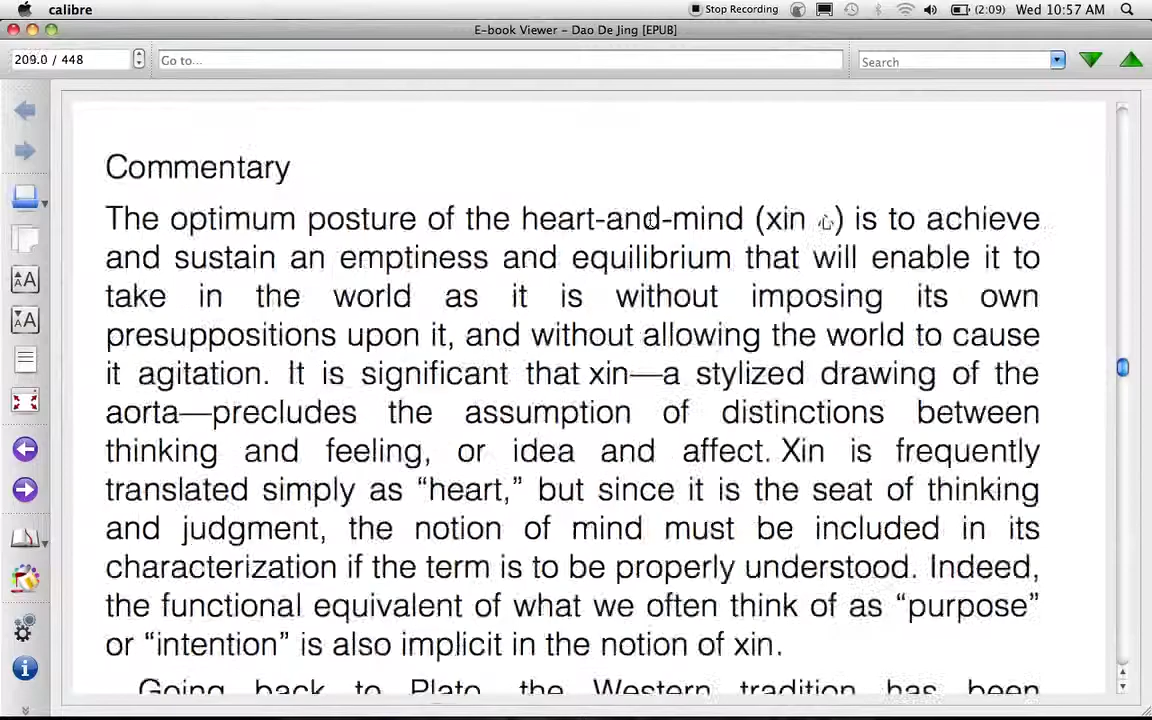 calibre Stop Recording (2:09) Wed 10:57 AM
E-book Viewer – Dao De Jing [EPUB]
209.0 / 448 Go to... Search
Commentary
The optimum posture of the heart-and-mind (xin ) is to achieve
and sustain an emptiness and equilibrium that will enable it to
take in the world as it is without imposing its own
presuppositions upon it, and without allowing the world to cause
it agitation. It is significant that xin—a stylized drawing of the
aorta—precludes the assumption of distinctions between
thinking and feeling, or idea and affect. Xin is frequently
translated simply as “heart,” but since it is the seat of thinking
and judgment, the notion of mind must be included in its
characterization if the term is to be properly understood. Indeed,
the functional equivalent of what we often think of as “purpose”
or “intention” is also implicit in the notion of xin.
Going back to Plato, the Western tradition has been